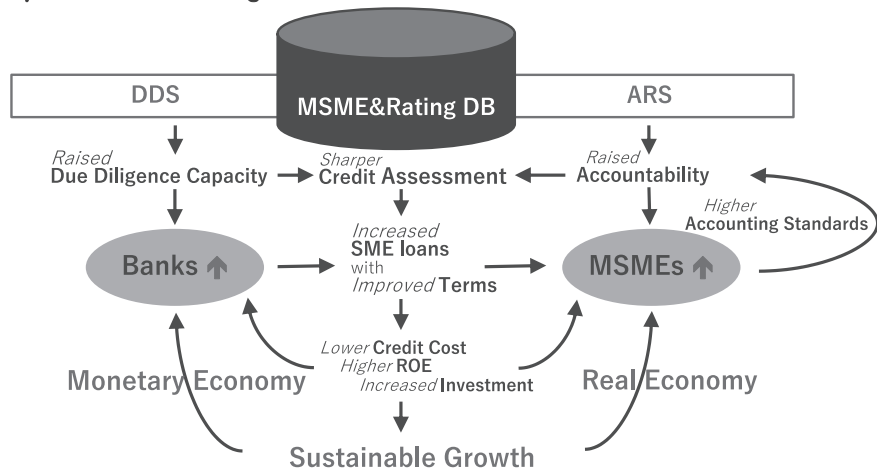 DDS
MSME&Rating DB
ARS
Raised
Due Diligence Capacity
Sharper
Credit Assessment
Raised
Accountability
Higher
Accounting Standards
Increased
SME loans
with
Improved Terms
Banks
MSMEs
Lower Credit Cost
Higher ROE
Increased Investment
Monetary Economy
Real Economy
Sustainable Growth